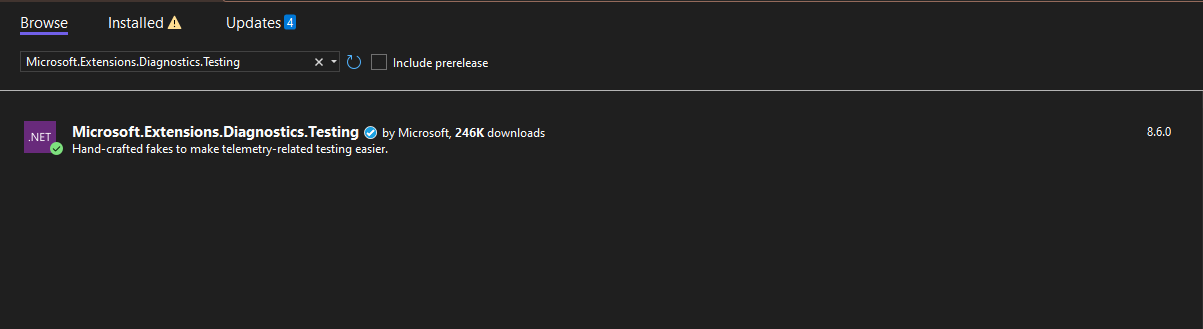 Browse Installed Updates 4
Microsoft.Extensions.Diagnostics.Testing Include prerelease
.NET Microsoft.Extensions.Diagnostics.Testing by Microsoft, 246K downloads 8.6.0
Hand-crafted fakes to make telemetry-related testing easier.